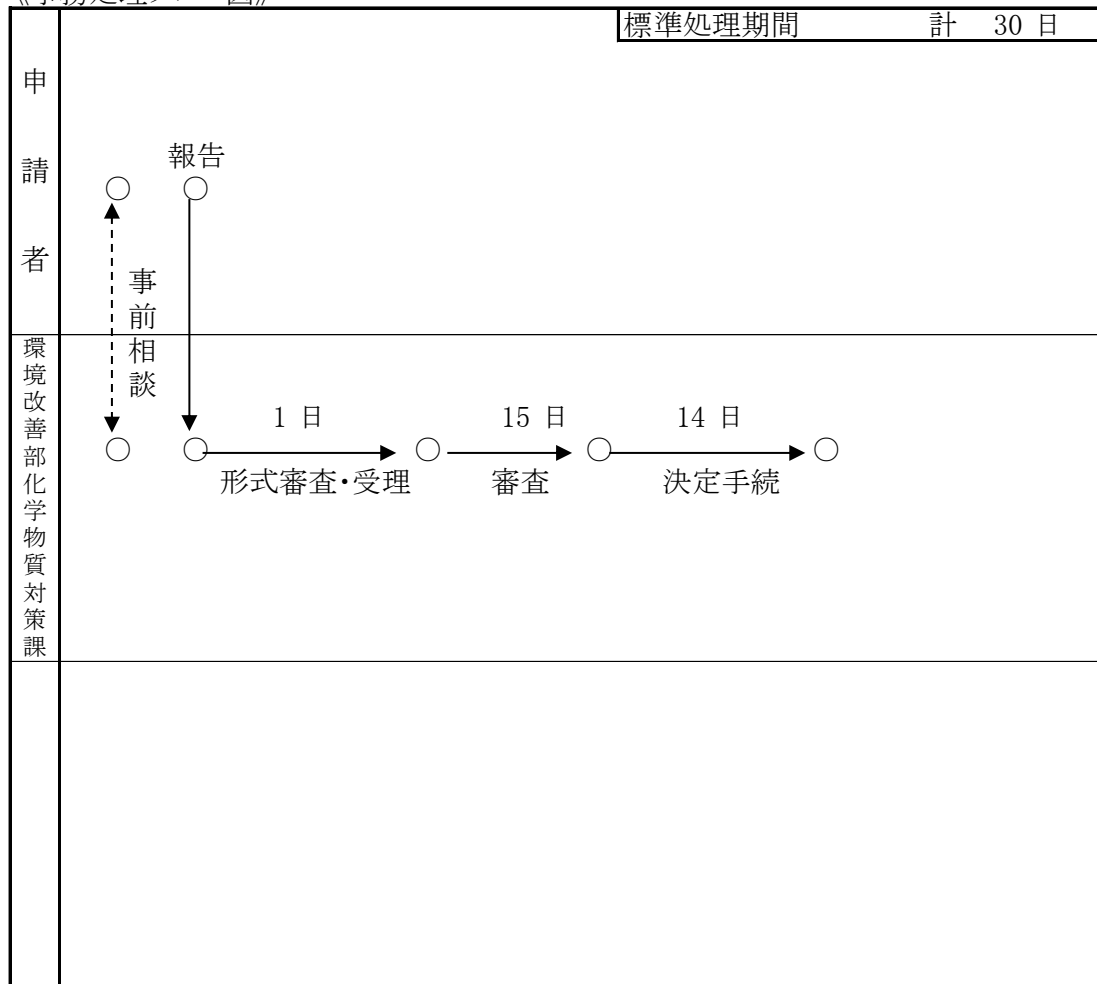 標準処理期間 計 30 日
申請者
報告
事前相談
環境改善部化学物質対策課
1 日
15 日
14 日
形式審査・受理
審査
決定手続